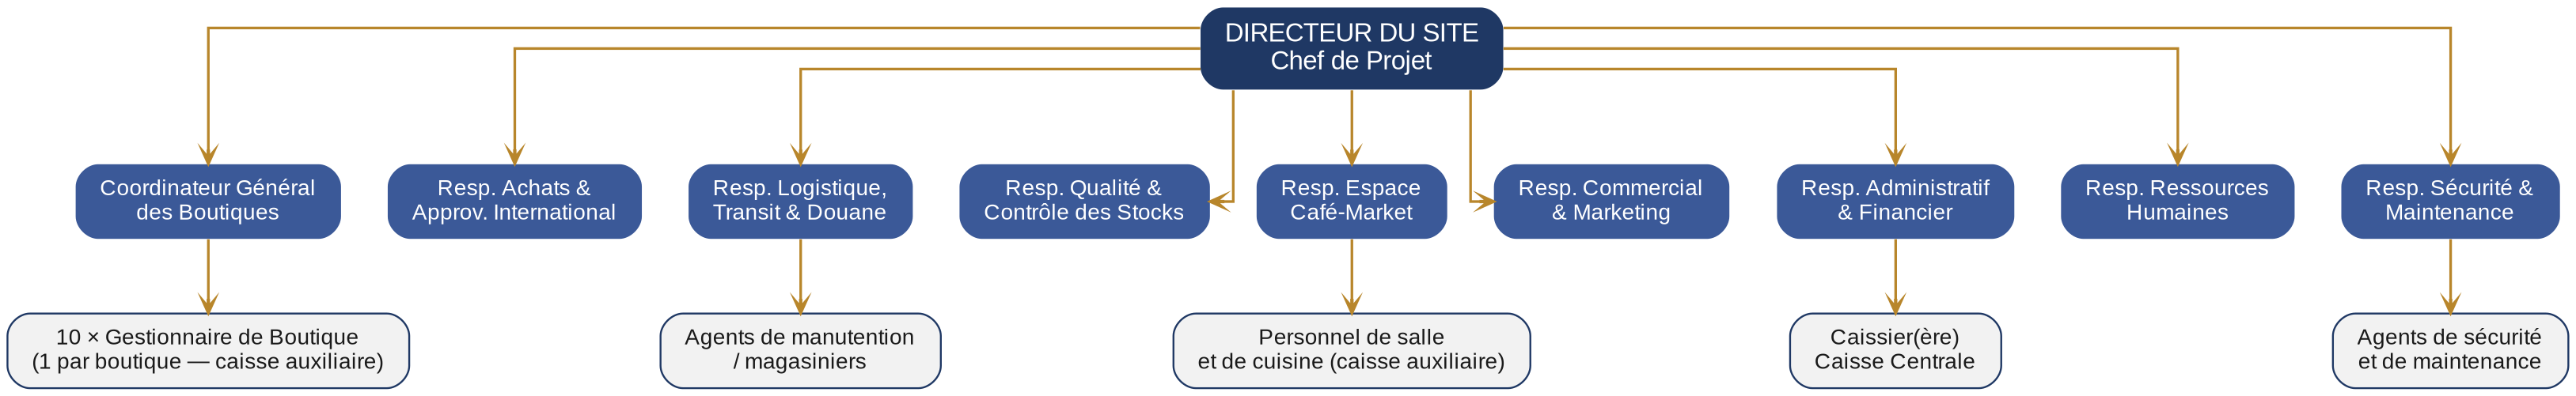 DIRECTEUR DU SITE
Chef de Projet
Coordinateur Général
des Boutiques
Resp. Achats &
Approv. International
Resp. Logistique,
Transit & Douane
Resp. Qualité &
Contrôle des Stocks
Resp. Espace
Café-Market
Resp. Commercial
& Marketing
Resp. Administratif
& Financier
Resp. Ressources
Humaines
Resp. Sécurité &
Maintenance
10 × Gestionnaire de Boutique
(1 par boutique — caisse auxiliaire)
Agents de manutention
/ magasiniers
Personnel de salle
et de cuisine (caisse auxiliaire)
Caissier(ère)
Caisse Centrale
Agents de sécurité
et de maintenance